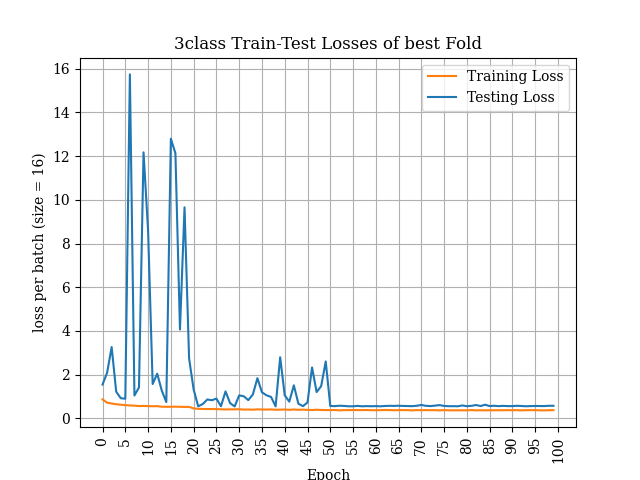 3class Train-Test Losses of best Fold
Training Loss
Testing Loss
loss per batch (size = 16)
16
14
12
10
8
6
4
2
0
0 5 10 15 20 25 30 35 40 45 50 55 60 65 70 75 80 85 90 95 100
Epoch